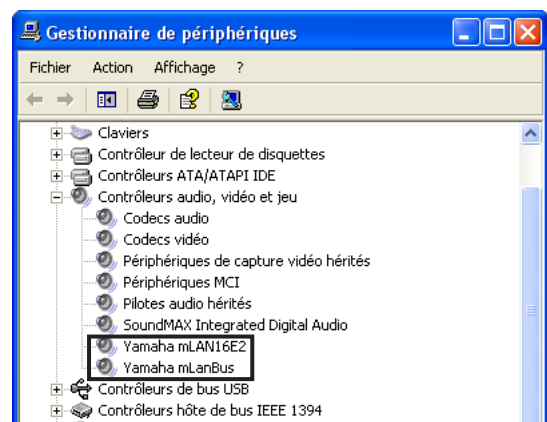 Gestionnaire de périphériques
Fichier Action Affichage ?
Claviers
Contrôleur de lecteur de disquettes
Contrôleurs ATA/ATAPI IDE
Contrôleurs audio, vidéo et jeu
Codecs audio
Codecs vidéo
Périphériques de capture vidéo hérités
Périphériques MCI
Pilotes audio hérités
SoundMAX Integrated Digital Audio
Yamaha mLAN16E2
Yamaha mLanBus
Contrôleurs de bus USB
Contrôleurs hôte de bus IEEE 1394